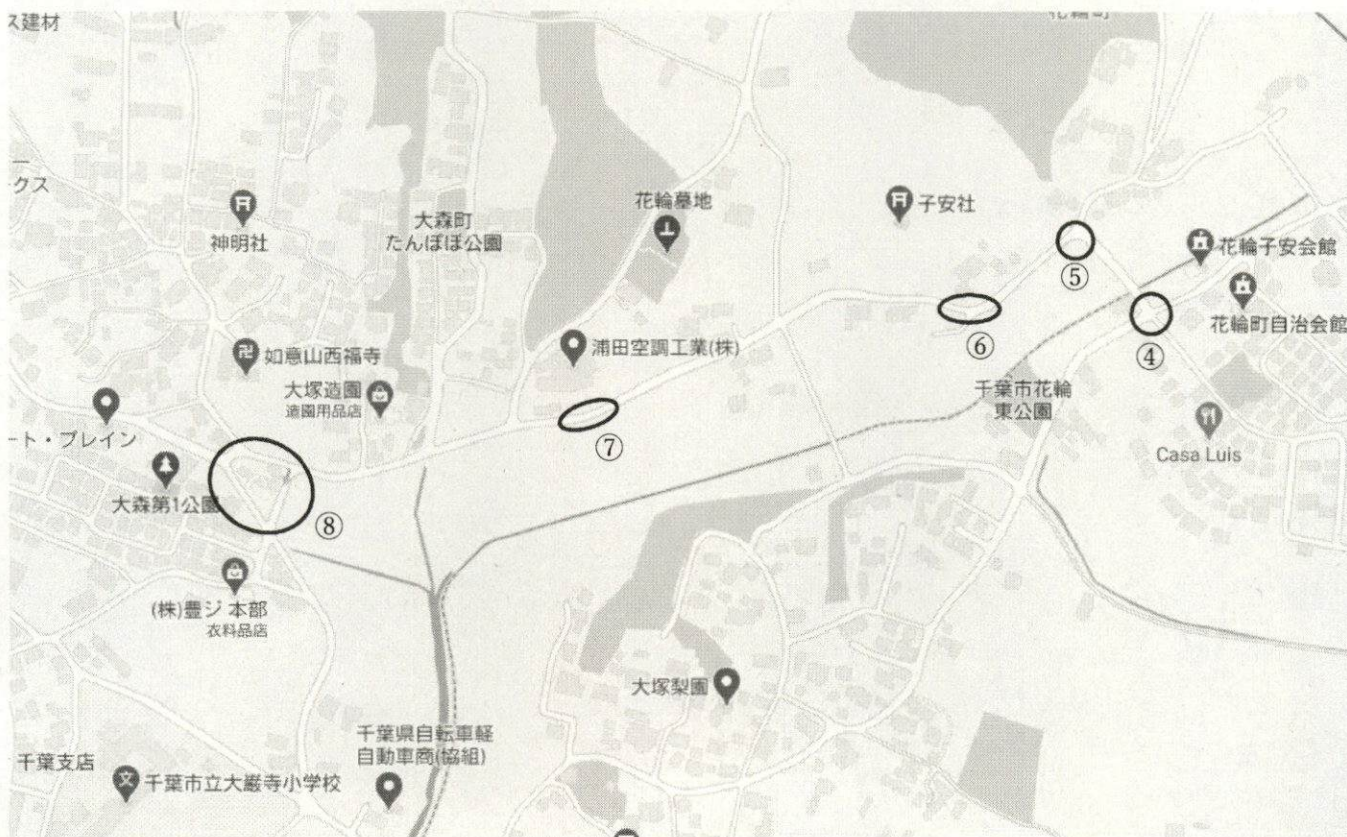 ス建材
花輪町
ークス
神明社
大森町
たんぽぽ公園
花輪墓地
子安社
⑤
花輪子安会館
花輪町自治会館
④
⑥
如意山西福寺
浦田空調工業(株)
大塚造園
造園用品店
⑦
千葉市花輪
東公園
Casa Luis
ート・ブレイン
大森第1公園
⑧
(株)豊ジ 本部
衣料品店
大塚梨園
千葉県自転車軽
自動車商(協組)
千葉支店
千葉市立大巌寺小学校